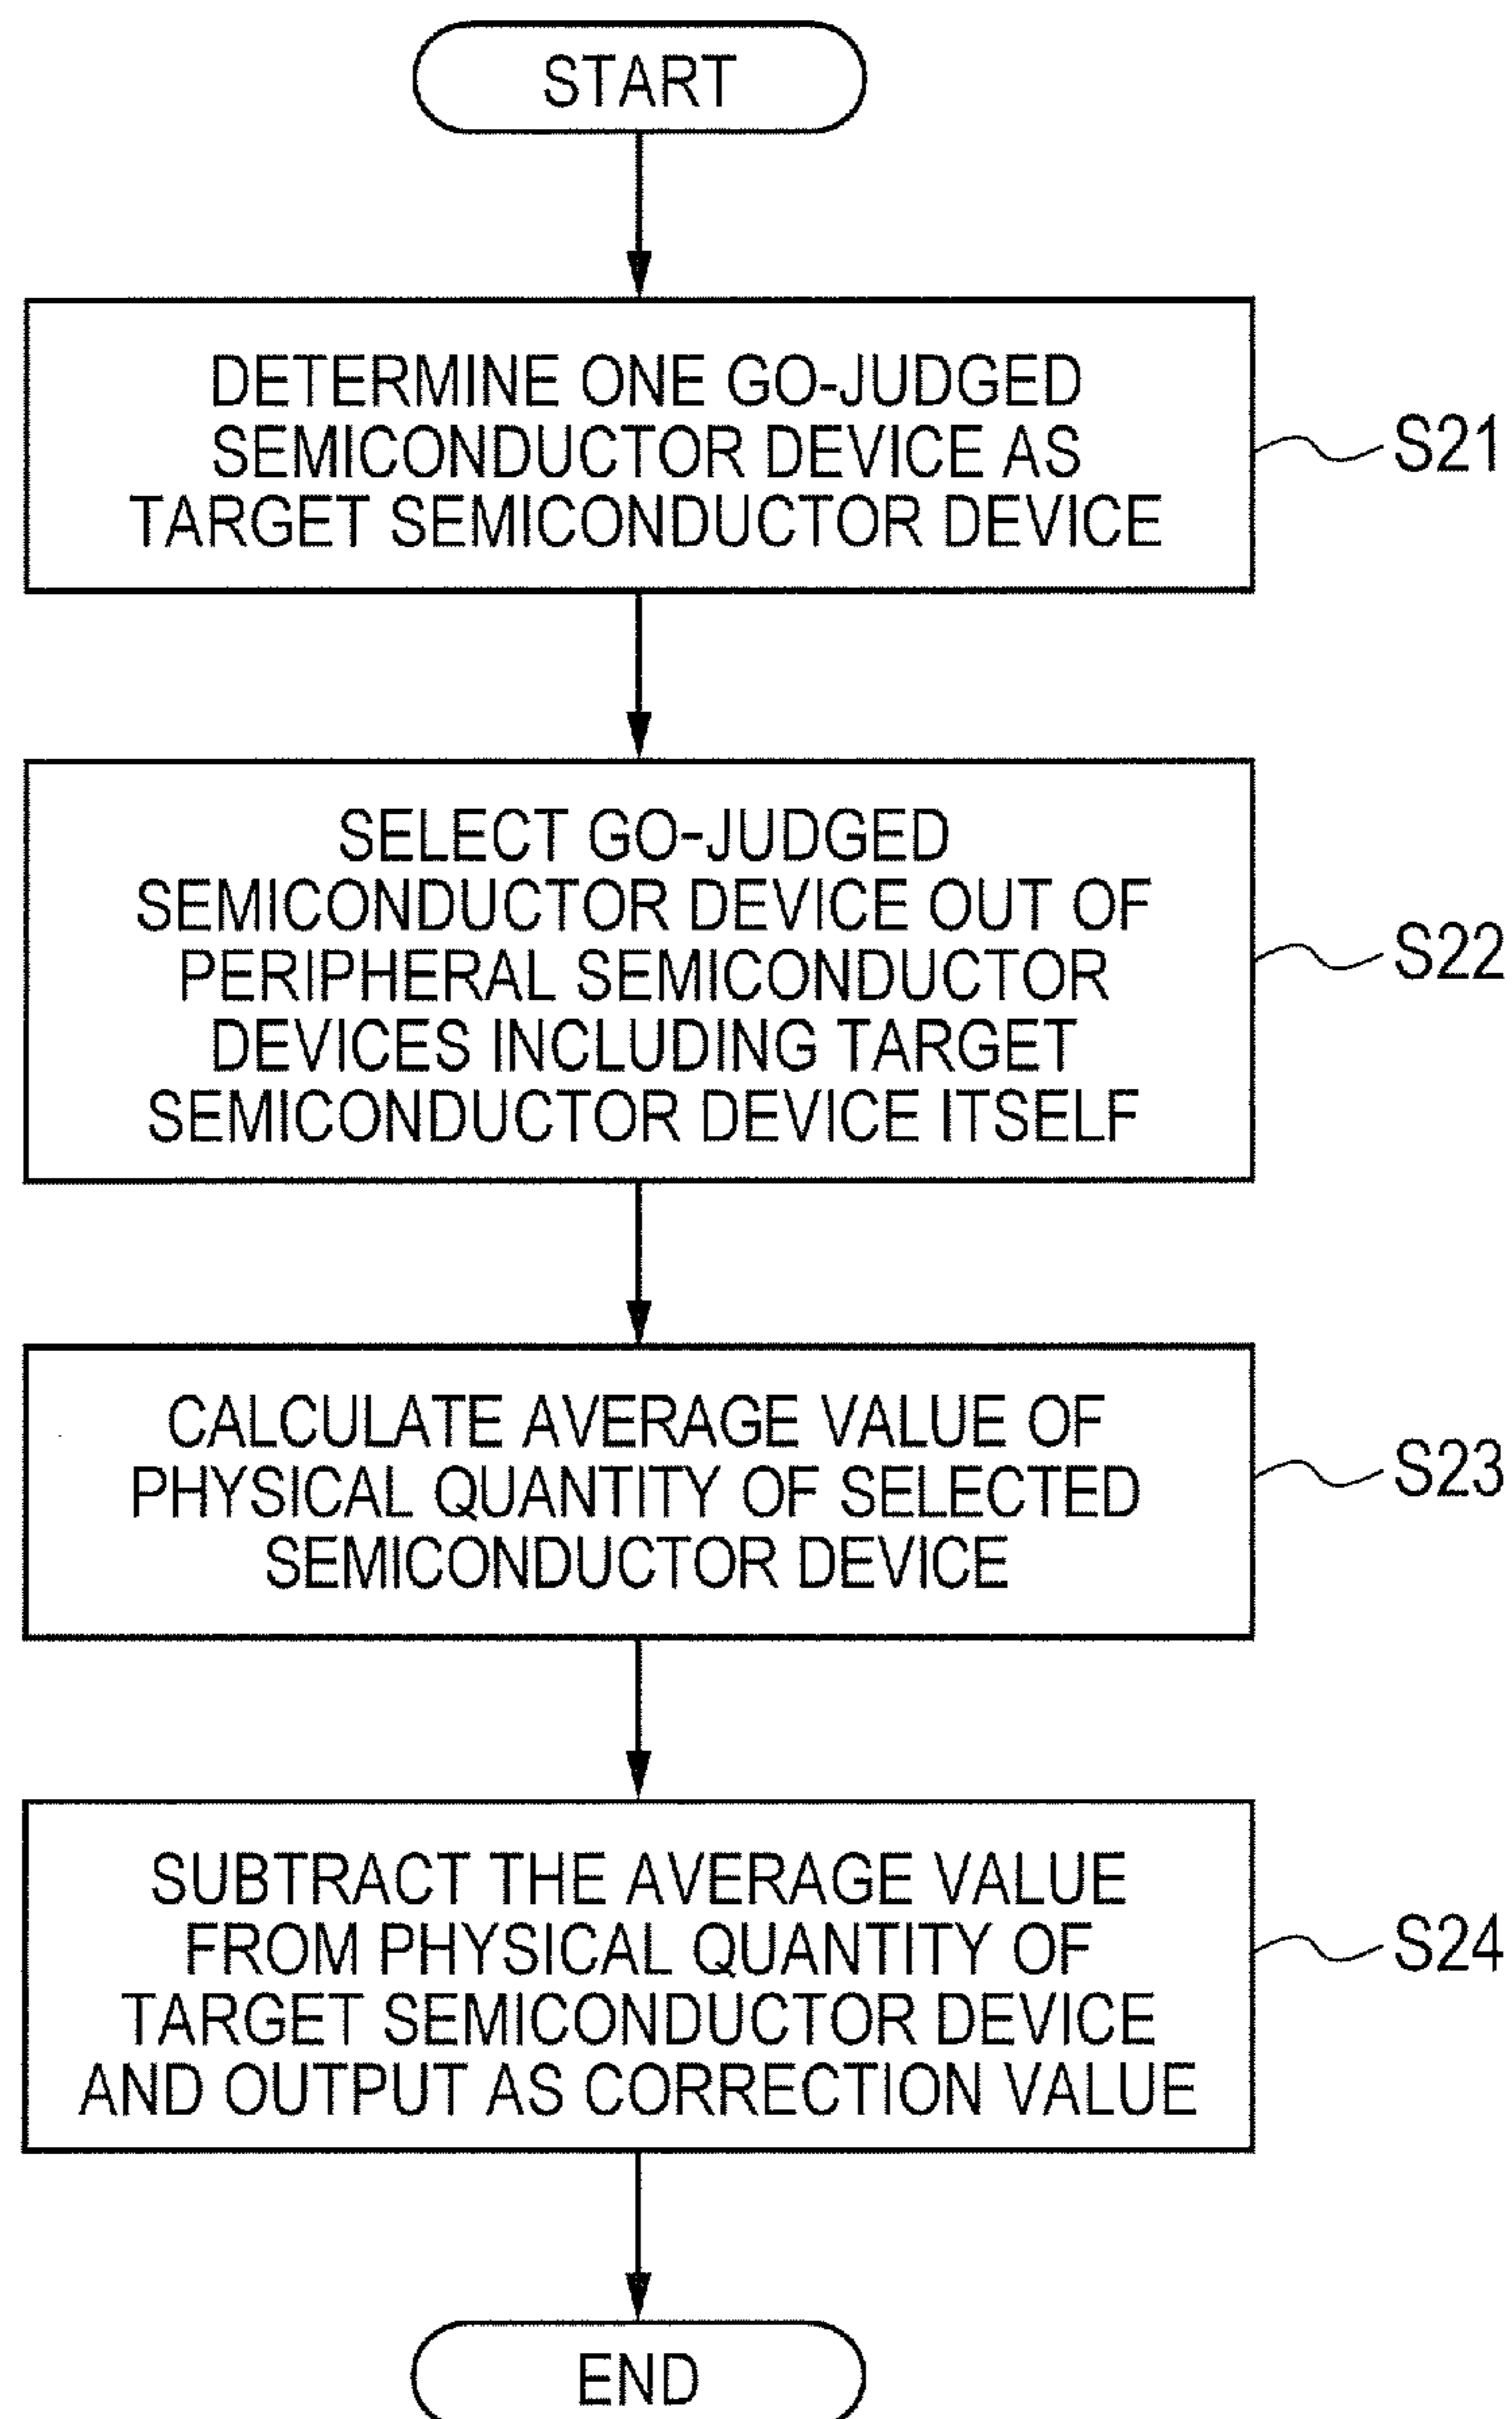 START
DETERMINE ONE GO-JUDGED
SEMICONDUCTOR DEVICE AS
TARGET SEMICONDUCTOR DEVICE
S21
SELECT GO-JUDGED
SEMICONDUCTOR DEVICE OUT OF
PERIPHERAL SEMICONDUCTOR
DEVICES INCLUDING TARGET
SEMICONDUCTOR DEVICE ITSELF
S22
CALCULATE AVERAGE VALUE OF
PHYSICAL QUANTITY OF SELECTED
SEMICONDUCTOR DEVICE
S23
SUBTRACT THE AVERAGE VALUE
FROM PHYSICAL QUANTITY OF
TARGET SEMICONDUCTOR DEVICE
AND OUTPUT AS CORRECTION VALUE
S24
END